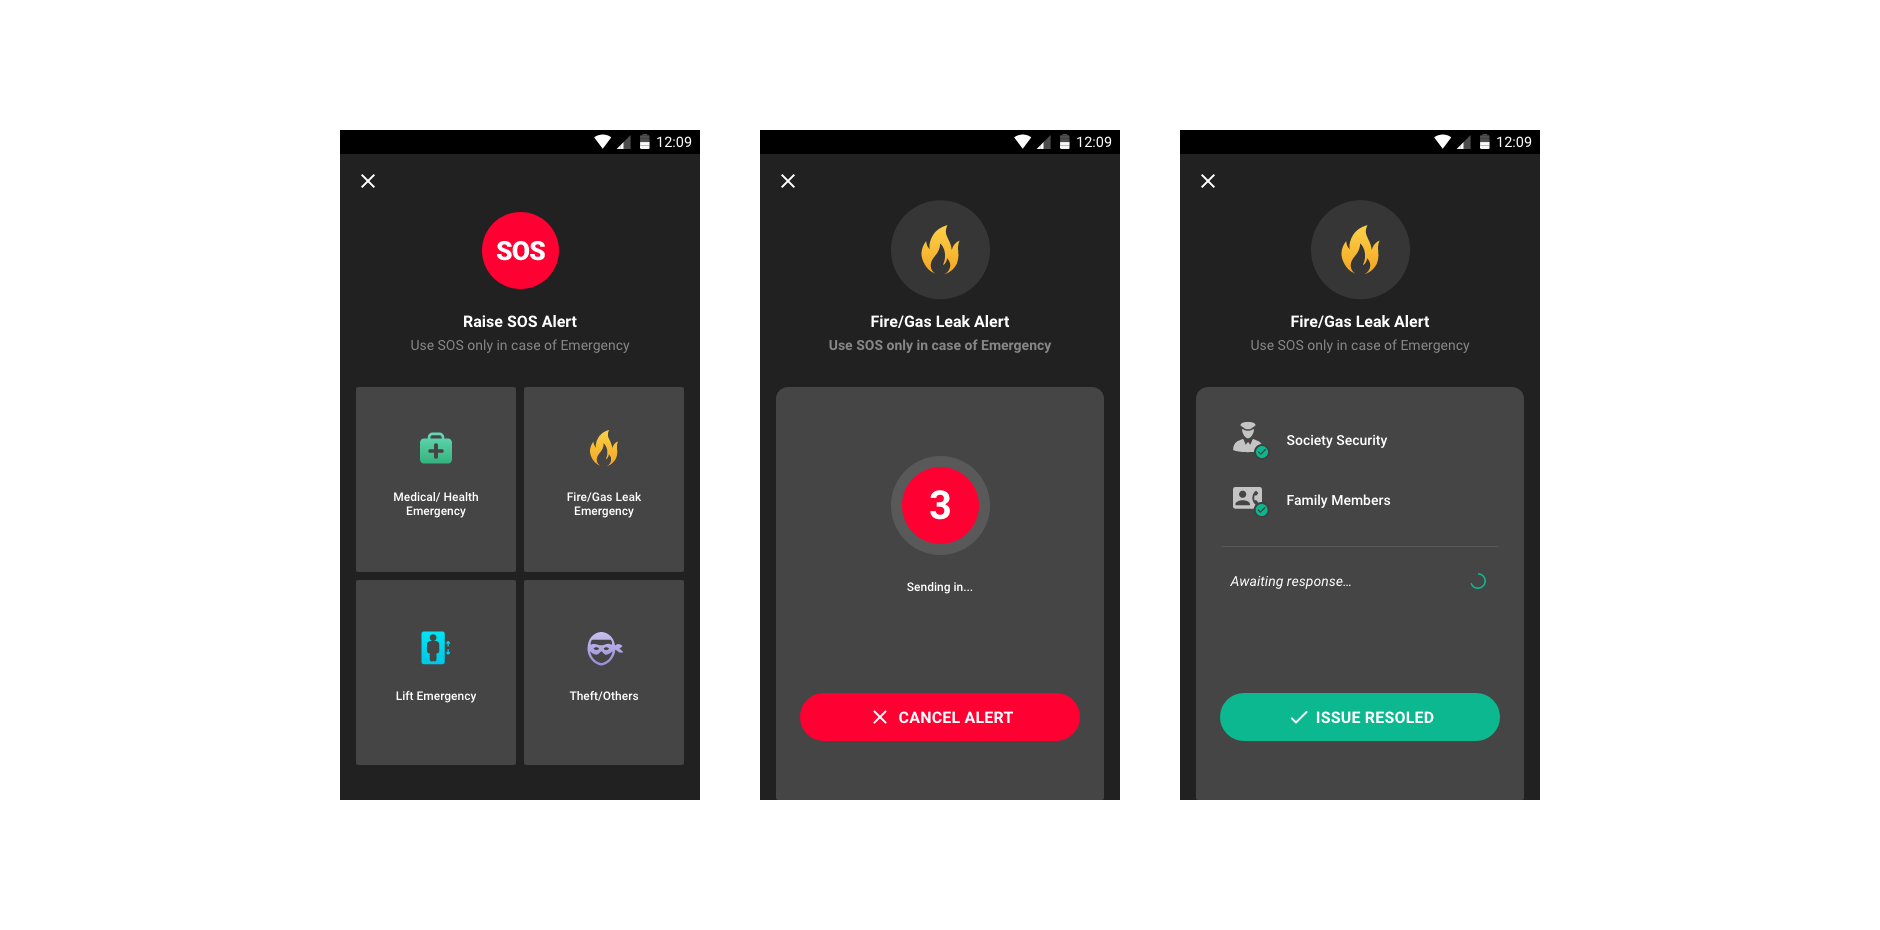 12:09
SOS
Raise SOS Alert
Use SOS only in case of Emergency
Medical/ Health
Emergency
Fire/Gas Leak
Emergency
Lift Emergency
Theft/Others
12:09
Fire/Gas Leak Alert
Use SOS only in case of Emergency
3
Sending in...
CANCEL ALERT
12:09
Fire/Gas Leak Alert
Use SOS only in case of Emergency
Society Security
Family Members
Awaiting response...
ISSUE RESOLED